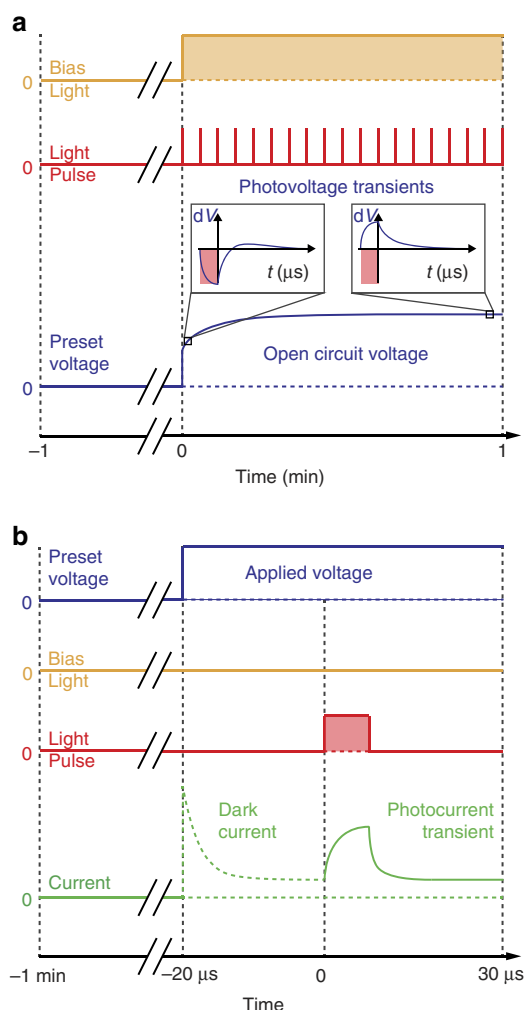 a
Bias
0
Light
Light
0
Pulse
Photovoltage transients
dV
t (μs)
dV
t (μs)
Preset
voltage
Open circuit voltage
0
–1
0
1
Time (min)
b
Preset
voltage
Applied voltage
0
Bias
0
Light
Light
0
Pulse
Dark
current
Photocurrent
transient
Current
0
–1 min
–20 μs
0
30 μs
Time